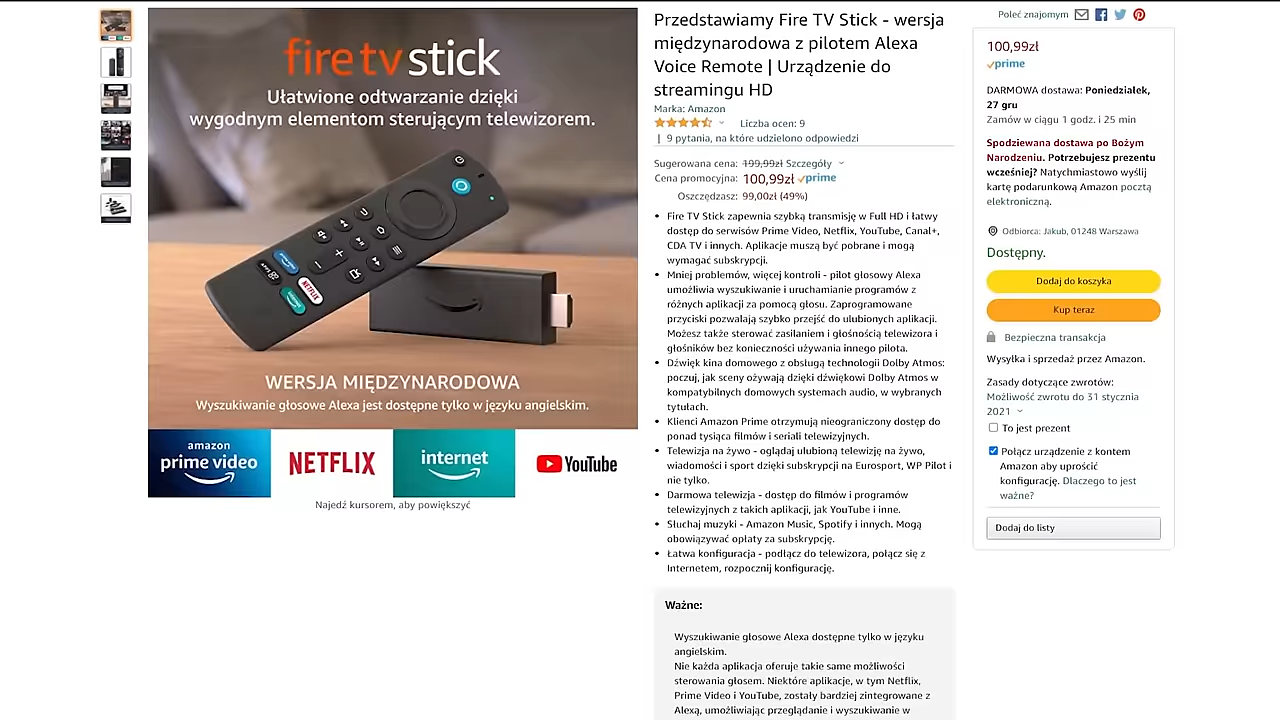 fire tv stick
Ułatwione odtwarzanie dzięki
wygodnym elementom sterującym telewizorem.
NETFLIX
WERSJA MIĘDZYNARODOWA
Wyszukiwanie głosowe Alexa jest dostępne tylko w języku angielskim.
amazon
prime video
NETFLIX
internet
YouTube
Najedź kursorem, aby powiększyć
Przedstawiamy Fire TV Stick - wersja
międzynarodowa z pilotem Alexa
Voice Remote | Urządzenie do
streamingu HD
Marka: Amazon
Liczba ocen: 9
| 9 pytania, na które udzielono odpowiedzi
Sugerowana cena: 199,99zł Szczegóły
Cena promocyjna: 100,99zł prime
Oszczędzasz: 99,00zł (49%)
• Fire TV Stick zapewnia szybką transmisję w Full HD i łatwy
dostęp do serwisów Prime Video, Netflix, YouTube, Canal+,
CDA TV i innych. Aplikacje muszą być pobrane i mogą
wymagać subskrypcji.
• Mniej problemów, więcej kontroli - pilot głosowy Alexa
umożliwia wyszukiwanie i uruchamianie programów z
różnych aplikacji za pomocą głosu. Zaprogramowane
przyciski pozwalają szybko przejść do ulubionych aplikacji.
Możesz także sterować zasilaniem i głośnością telewizora i
głośników bez konieczności używania innego pilota.
• Dźwięk kina domowego z obsługą technologii Dolby Atmos:
poczuj, jak sceny ożywają dzięki dźwiękowi Dolby Atmos w
kompatybilnych domowych systemach audio, w wybranych
tytułach.
• Klienci Amazon Prime otrzymują nieograniczony dostęp do
ponad tysiąca filmów i seriali telewizyjnych.
• Telewizja na żywo - oglądaj ulubioną telewizję na żywo,
wiadomości i sport dzięki subskrypcji na Eurosport, WP Pilot i
nie tylko.
• Darmowa telewizja - dostęp do filmów i programów
telewizyjnych z takich aplikacji, jak YouTube i inne.
• Słuchaj muzyki - Amazon Music, Spotify i innych. Mogą
obowiązywać opłaty za subskrypcję.
• Łatwa konfiguracja - podłącz do telewizora, połącz się z
Internetem, rozpocznij konfigurację.
Ważne:
Wyszukiwanie głosowe Alexa dostępne tylko w języku
angielskim.
Nie każda aplikacja oferuje takie same możliwości
sterowania głosem. Niektóre aplikacje, w tym Netflix,
Prime Video i YouTube, zostały bardziej zintegrowane z
Alexą, umożliwiając przeglądanie i wyszukiwanie w
Poleć znajomym
100,99zł
prime
DARMOWA dostawa: Poniedziałek,
27 gru
Zamów w ciągu 1 godz. i 25 min
Spodziewana dostawa po Bożym
Narodzeniu. Potrzebujesz prezentu
wcześniej? Natychmiastowo wyślij
kartę podarunkową Amazon pocztą
elektroniczną.
Odbiorca: Jakub, 01248 Warszawa
Dostępny.
Dodaj do koszyka
Kup teraz
Bezpieczna transakcja
Wysyłka i sprzedaż przez Amazon.
Zasady dotyczące zwrotów:
Możliwość zwrotu do 31 stycznia
2021
To jest prezent
Połącz urządzenie z kontem
Amazon aby uprościć
konfigurację. Dlaczego to jest
ważne?
Dodaj do listy